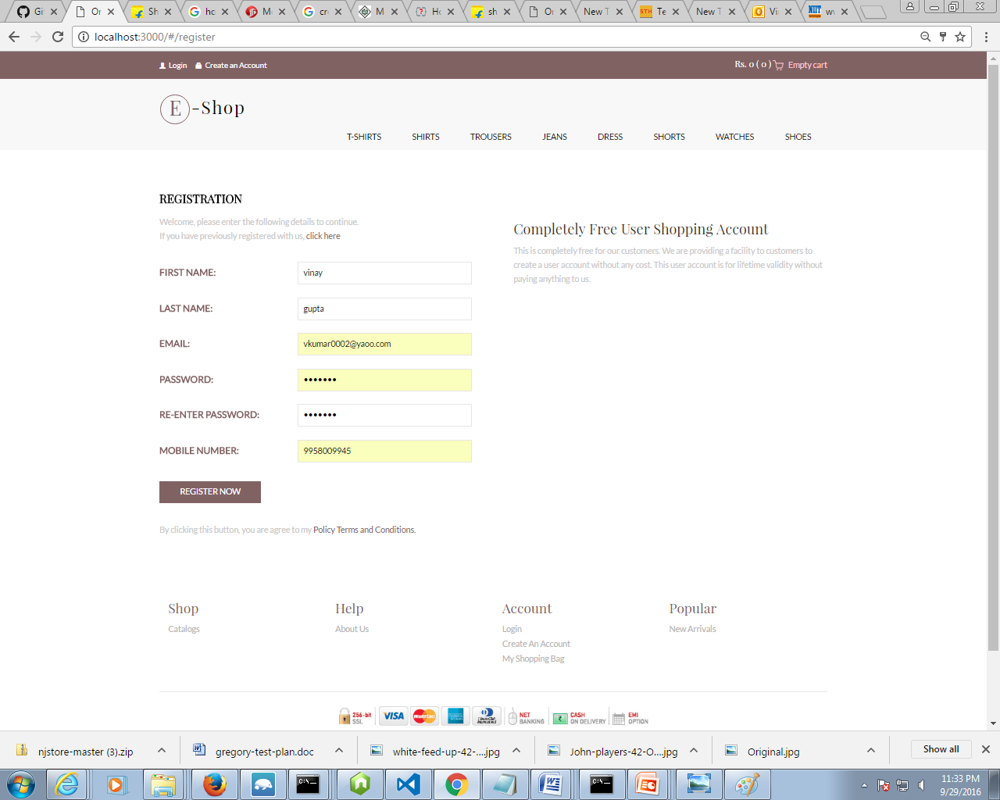 Gi
Or
Sh
hc
M
cr
M
Ho
sh
Or
New T
STH Te
New T
Vi
NIIT w
localhost:3000/#/register
Login Create an Account Rs. 0 ( 0 ) Empty cart
E -Shop
T-SHIRTS SHIRTS TROUSERS JEANS DRESS SHORTS WATCHES SHOES
REGISTRATION
Welcome, please enter the following details to continue.
If you have previously registered with us, click here
FIRST NAME: vinay
LAST NAME: gupta
EMAIL: vkumar0002@yaoo.com
PASSWORD: •••••••
RE-ENTER PASSWORD: •••••••
MOBILE NUMBER: 9958009945
REGISTER NOW
By clicking this button, you are agree to my Policy Terms and Conditions.
Completely Free User Shopping Account
This is completely free for our customers. We are providing a facility to customers to
create a user account without any cost. This user account is for lifetime validity without
paying anything to us.
Shop
Catalogs
Help
About Us
Account
Login
Create An Account
My Shopping Bag
Popular
New Arrivals
256-bit SSL VISA MasterCard NET BANKING CASH ON DELIVERY EMI OPTION
njstore-master (3).zip gregory-test-plan.doc white-feed-up-42-....jpg John-players-42-O....jpg Original.jpg Show all
11:33 PM
9/29/2016